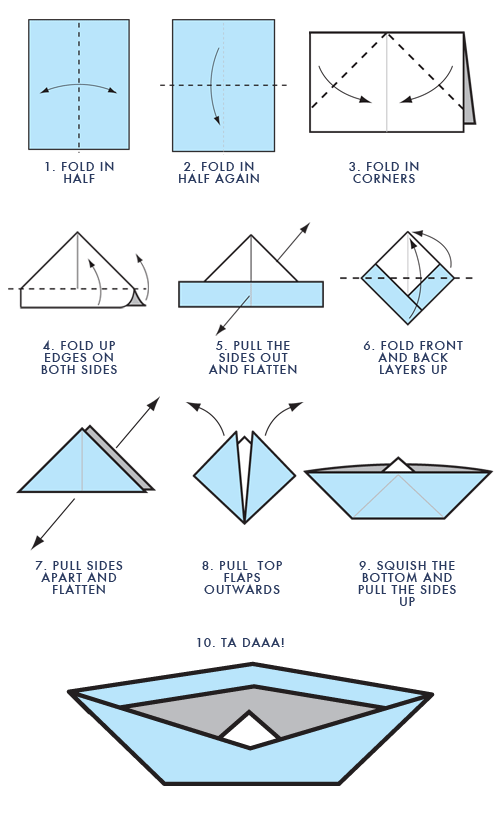 1. FOLD IN
HALF
2. FOLD IN
HALF AGAIN
3. FOLD IN
CORNERS
4. FOLD UP
EDGES ON
BOTH SIDES
5. PULL THE
SIDES OUT
AND FLATTEN
6. FOLD FRONT
AND BACK
LAYERS UP
7. PULL SIDES
APART AND
FLATTEN
8. PULL TOP
FLAPS
OUTWARDS
9. SQUISH THE
BOTTOM AND
PULL THE SIDES
UP
10. TA DAAA!